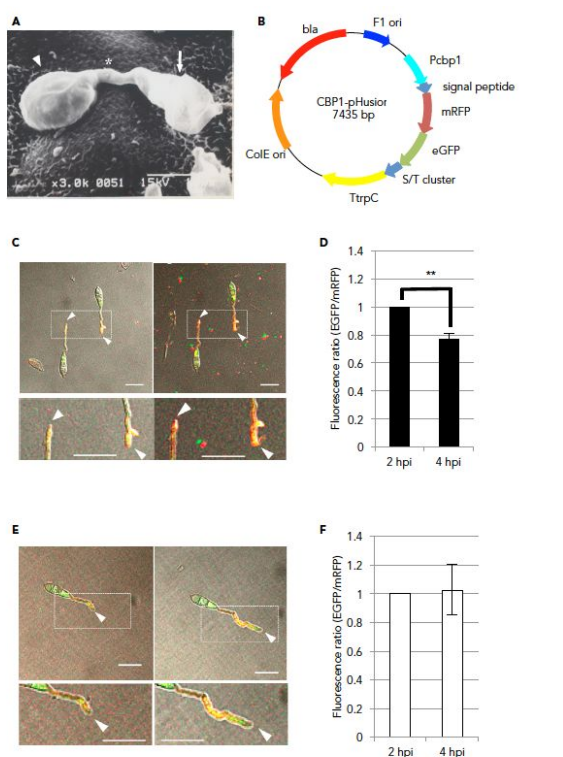 A
*
x3.0k 0051 15kV
B
bla
F1 ori
Pcbp1
signal peptide
mRFP
eGFP
S/T cluster
TtrpC
ColE ori
CBP1-pHusior
7435 bp
C
D
Fluorescence ratio (EGFP/mRFP)
1.4
1.2
1
0.8
0.6
0.4
0.2
0
**
2 hpi 4 hpi
E
F
Fluorescence ratio (EGFP/mRFP)
1.4
1.2
1
0.8
0.6
0.4
0.2
0
2 hpi 4 hpi